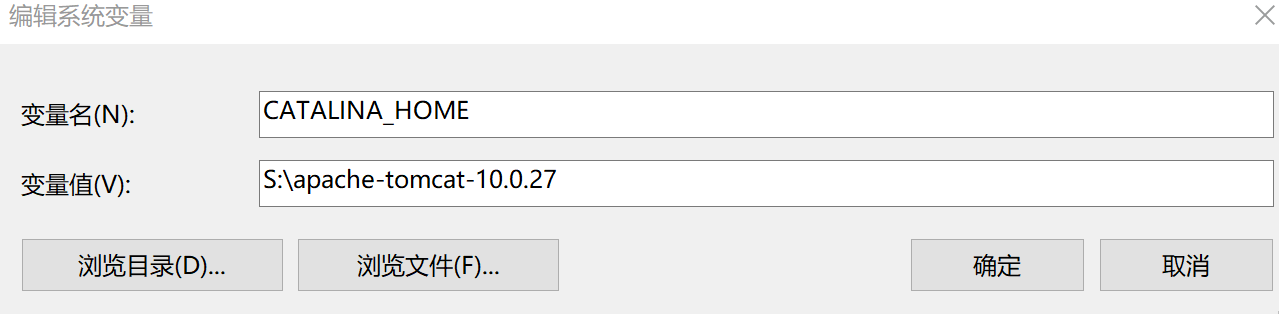 编辑系统变量
变量名(N): CATALINA_HOME
变量值(V): S:\apache-tomcat-10.0.27
浏览目录(D)... 浏览文件(F)... 确定 取消